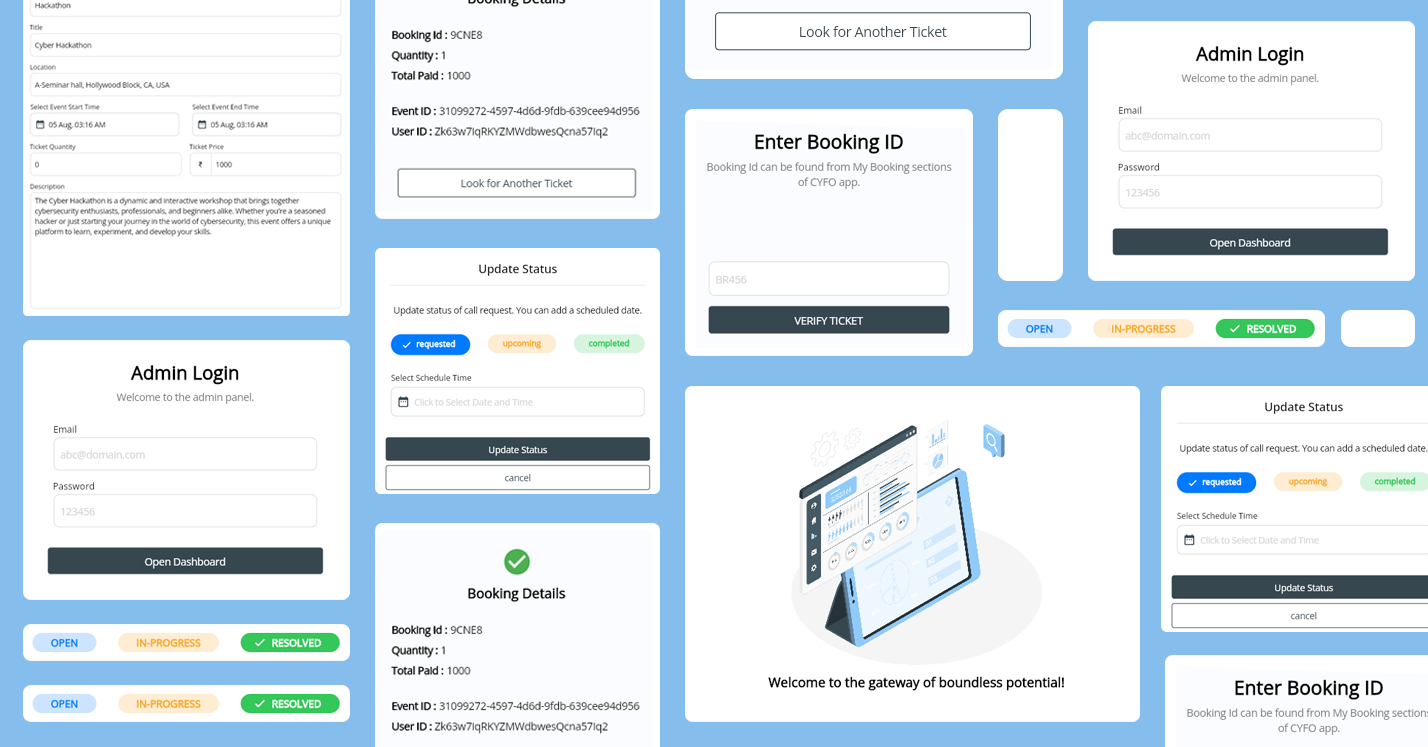 Hackathon
Title
Cyber Hackathon
Location
A-Seminar hall, Hollywood Block, CA, USA
Select Event Start Time
Select Event End Time
05 Aug, 03:16 AM
05 Aug, 03:16 AM
Ticket Quantity
Ticket Price
0
₹
1000
Description
The Cyber Hackathon is a dynamic and interactive workshop that brings together
cybersecurity enthusiasts, professionals, and beginners alike. Whether you're a seasoned
hacker or just starting your journey in the world of cybersecurity, this event offers a unique
platform to learn, experiment, and develop your skills.
Admin Login
Welcome to the admin panel.
Email
abc@domain.com
Password
123456
Open Dashboard
OPEN
IN-PROGRESS
RESOLVED
OPEN
IN-PROGRESS
RESOLVED
Booking Details
Booking Id : 9CNE8
Quantity : 1
Total Paid : 1000
Event ID : 31099272-4597-4d6d-9fdb-639cee94d956
User ID : Zk63w7IqRKYZMWdbwesQcna57Iq2
Look for Another Ticket
Update Status
Update status of call request. You can add a scheduled date.
requested
upcoming
completed
Select Schedule Time
Click to Select Date and Time
Update Status
cancel
Booking Details
Booking Id : 9CNE8
Quantity : 1
Total Paid : 1000
Event ID : 31099272-4597-4d6d-9fdb-639cee94d956
User ID : Zk63w7IqRKYZMWdbwesQcna57Iq2
Look for Another Ticket
Enter Booking ID
Booking Id can be found from My Booking sections
of CYFO app.
BR456
VERIFY TICKET
Welcome to the gateway of boundless potential!
Admin Login
Welcome to the admin panel.
Email
abc@domain.com
Password
123456
Open Dashboard
OPEN
IN-PROGRESS
RESOLVED
Update Status
Update status of call request. You can add a scheduled date.
requested
upcoming
completed
Select Schedule Time
Click to Select Date and Time
Update Status
cancel
Enter Booking ID
Booking Id can be found from My Booking sections
of CYFO app.